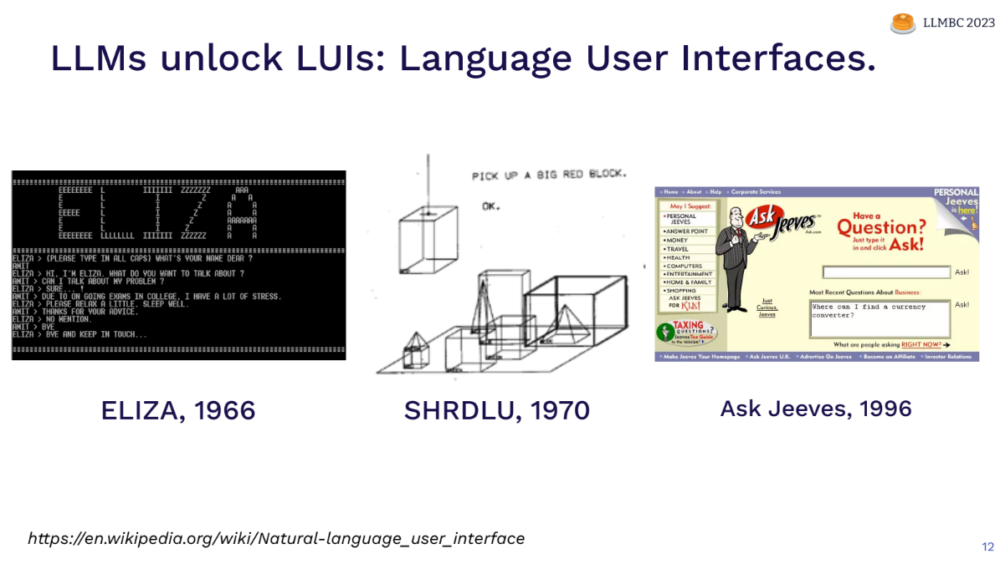 LLMBC 2023
LLMs unlock LUIs: Language User Interfaces.
ELIZA
ELIZA > (PLEASE TYPE IN ALL CAPS) WHAT'S YOUR NAME DEAR ?
AMIT
ELIZA > HI, I'M ELIZA. WHAT DO YOU WANT TO TALK ABOUT ?
AMIT > CAN I TALK ABOUT MY PROBLEM ?
ELIZA > SURE... !
AMIT > DUE TO ON GOING EXAMS IN COLLEGE, I HAVE A LOT OF STRESS.
ELIZA > PLEASE RELAX A LITTLE. SLEEP WELL.
AMIT > THANKS FOR YOUR ADVICE.
ELIZA > NO MENTION.
AMIT > BYE
ELIZA > BYE AND KEEP IN TOUCH...
PICK UP A BIG RED BLOCK.
OK.
Home About Help Corporate Services
PERSONAL
Jeeves
is here!
May I Suggest:
PERSONAL
JEEVES
ANSWER POINT
MONEY
TRAVEL
HEALTH
COMPUTERS
ENTERTAINMENT
HOME & FAMILY
SHOPPING
ASK JEEVES
FOR Kids!
TAXING
QUESTIONS?
Jeeves Tax Guide
to the rescue!
Ask Jeeves
Ask.com
Just
Curious,
Jeeves
Have a
Question?
Just type it
in and click Ask!
Ask!
Most Recent Questions About Business:
Where can I find a currency
converter?
Ask!
What are people asking RIGHT NOW?
Make Jeeves Your Homepage Ask Jeeves U.K. Advertise On Jeeves Become an Affiliate Investor Relations
ELIZA, 1966
SHRDLU, 1970
Ask Jeeves, 1996
https://en.wikipedia.org/wiki/Natural-language_user_interface
12